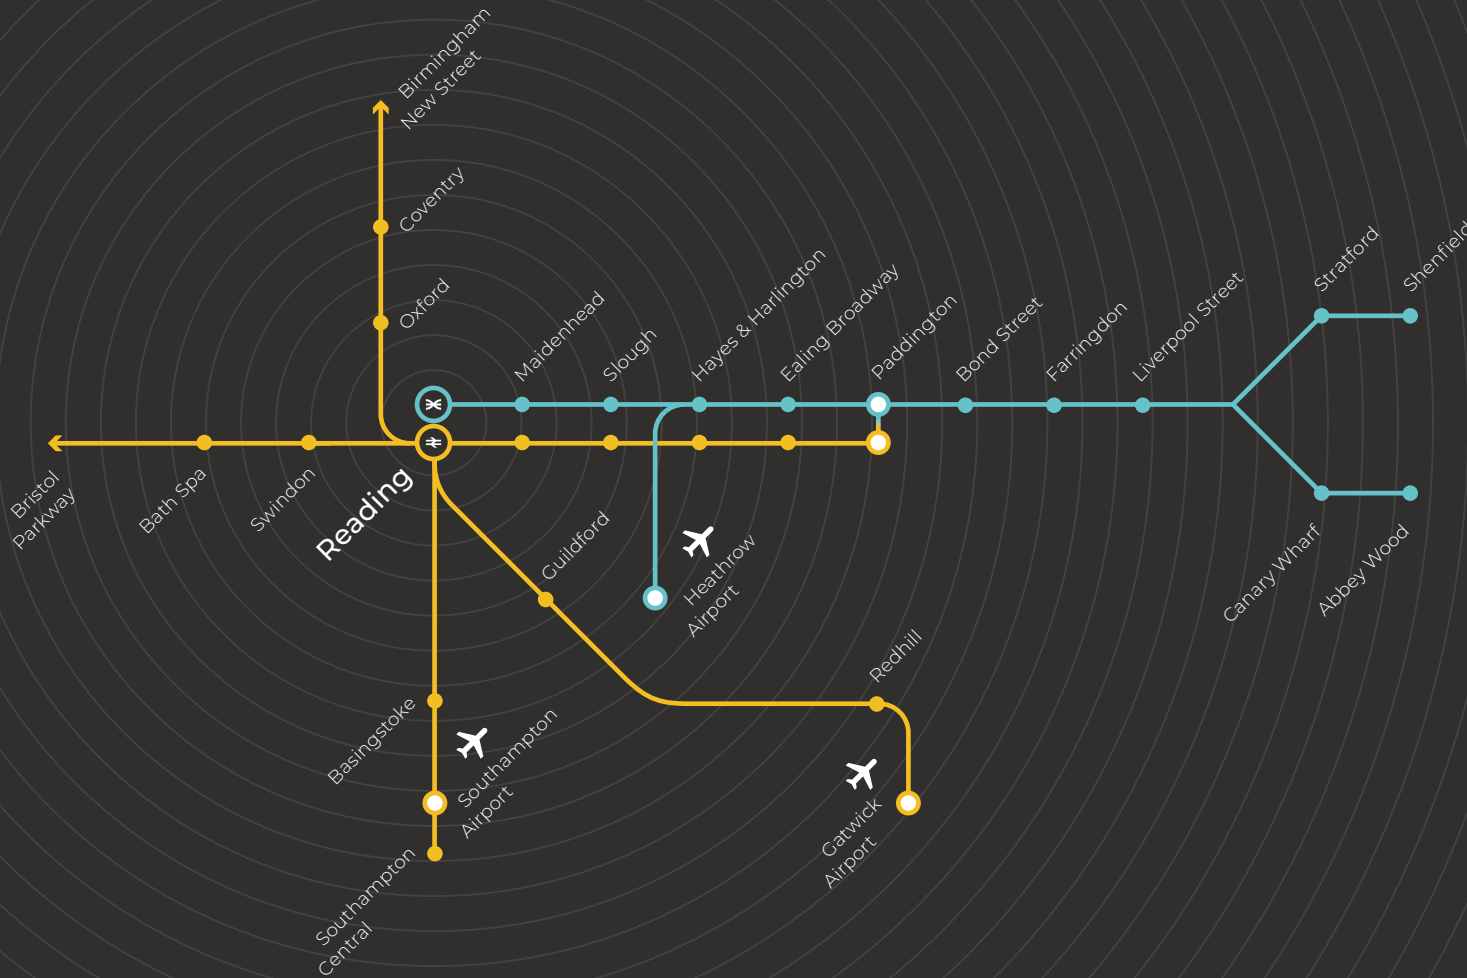 Birmingham
New Street
Coventry
Oxford
Maidenhead
Slough
Hayes & Harlington
Ealing Broadway
Paddington
Bond Street
Farringdon
Liverpool Street
Stratford
Shenfield
Bristol
Parkway
Bath Spa
Swindon
Reading
Guildford
Heathrow
Airport
Canary Wharf
Abbey Wood
Redhill
Basingstoke
Southampton
Airport
Gatwick
Airport
Southampton
Central